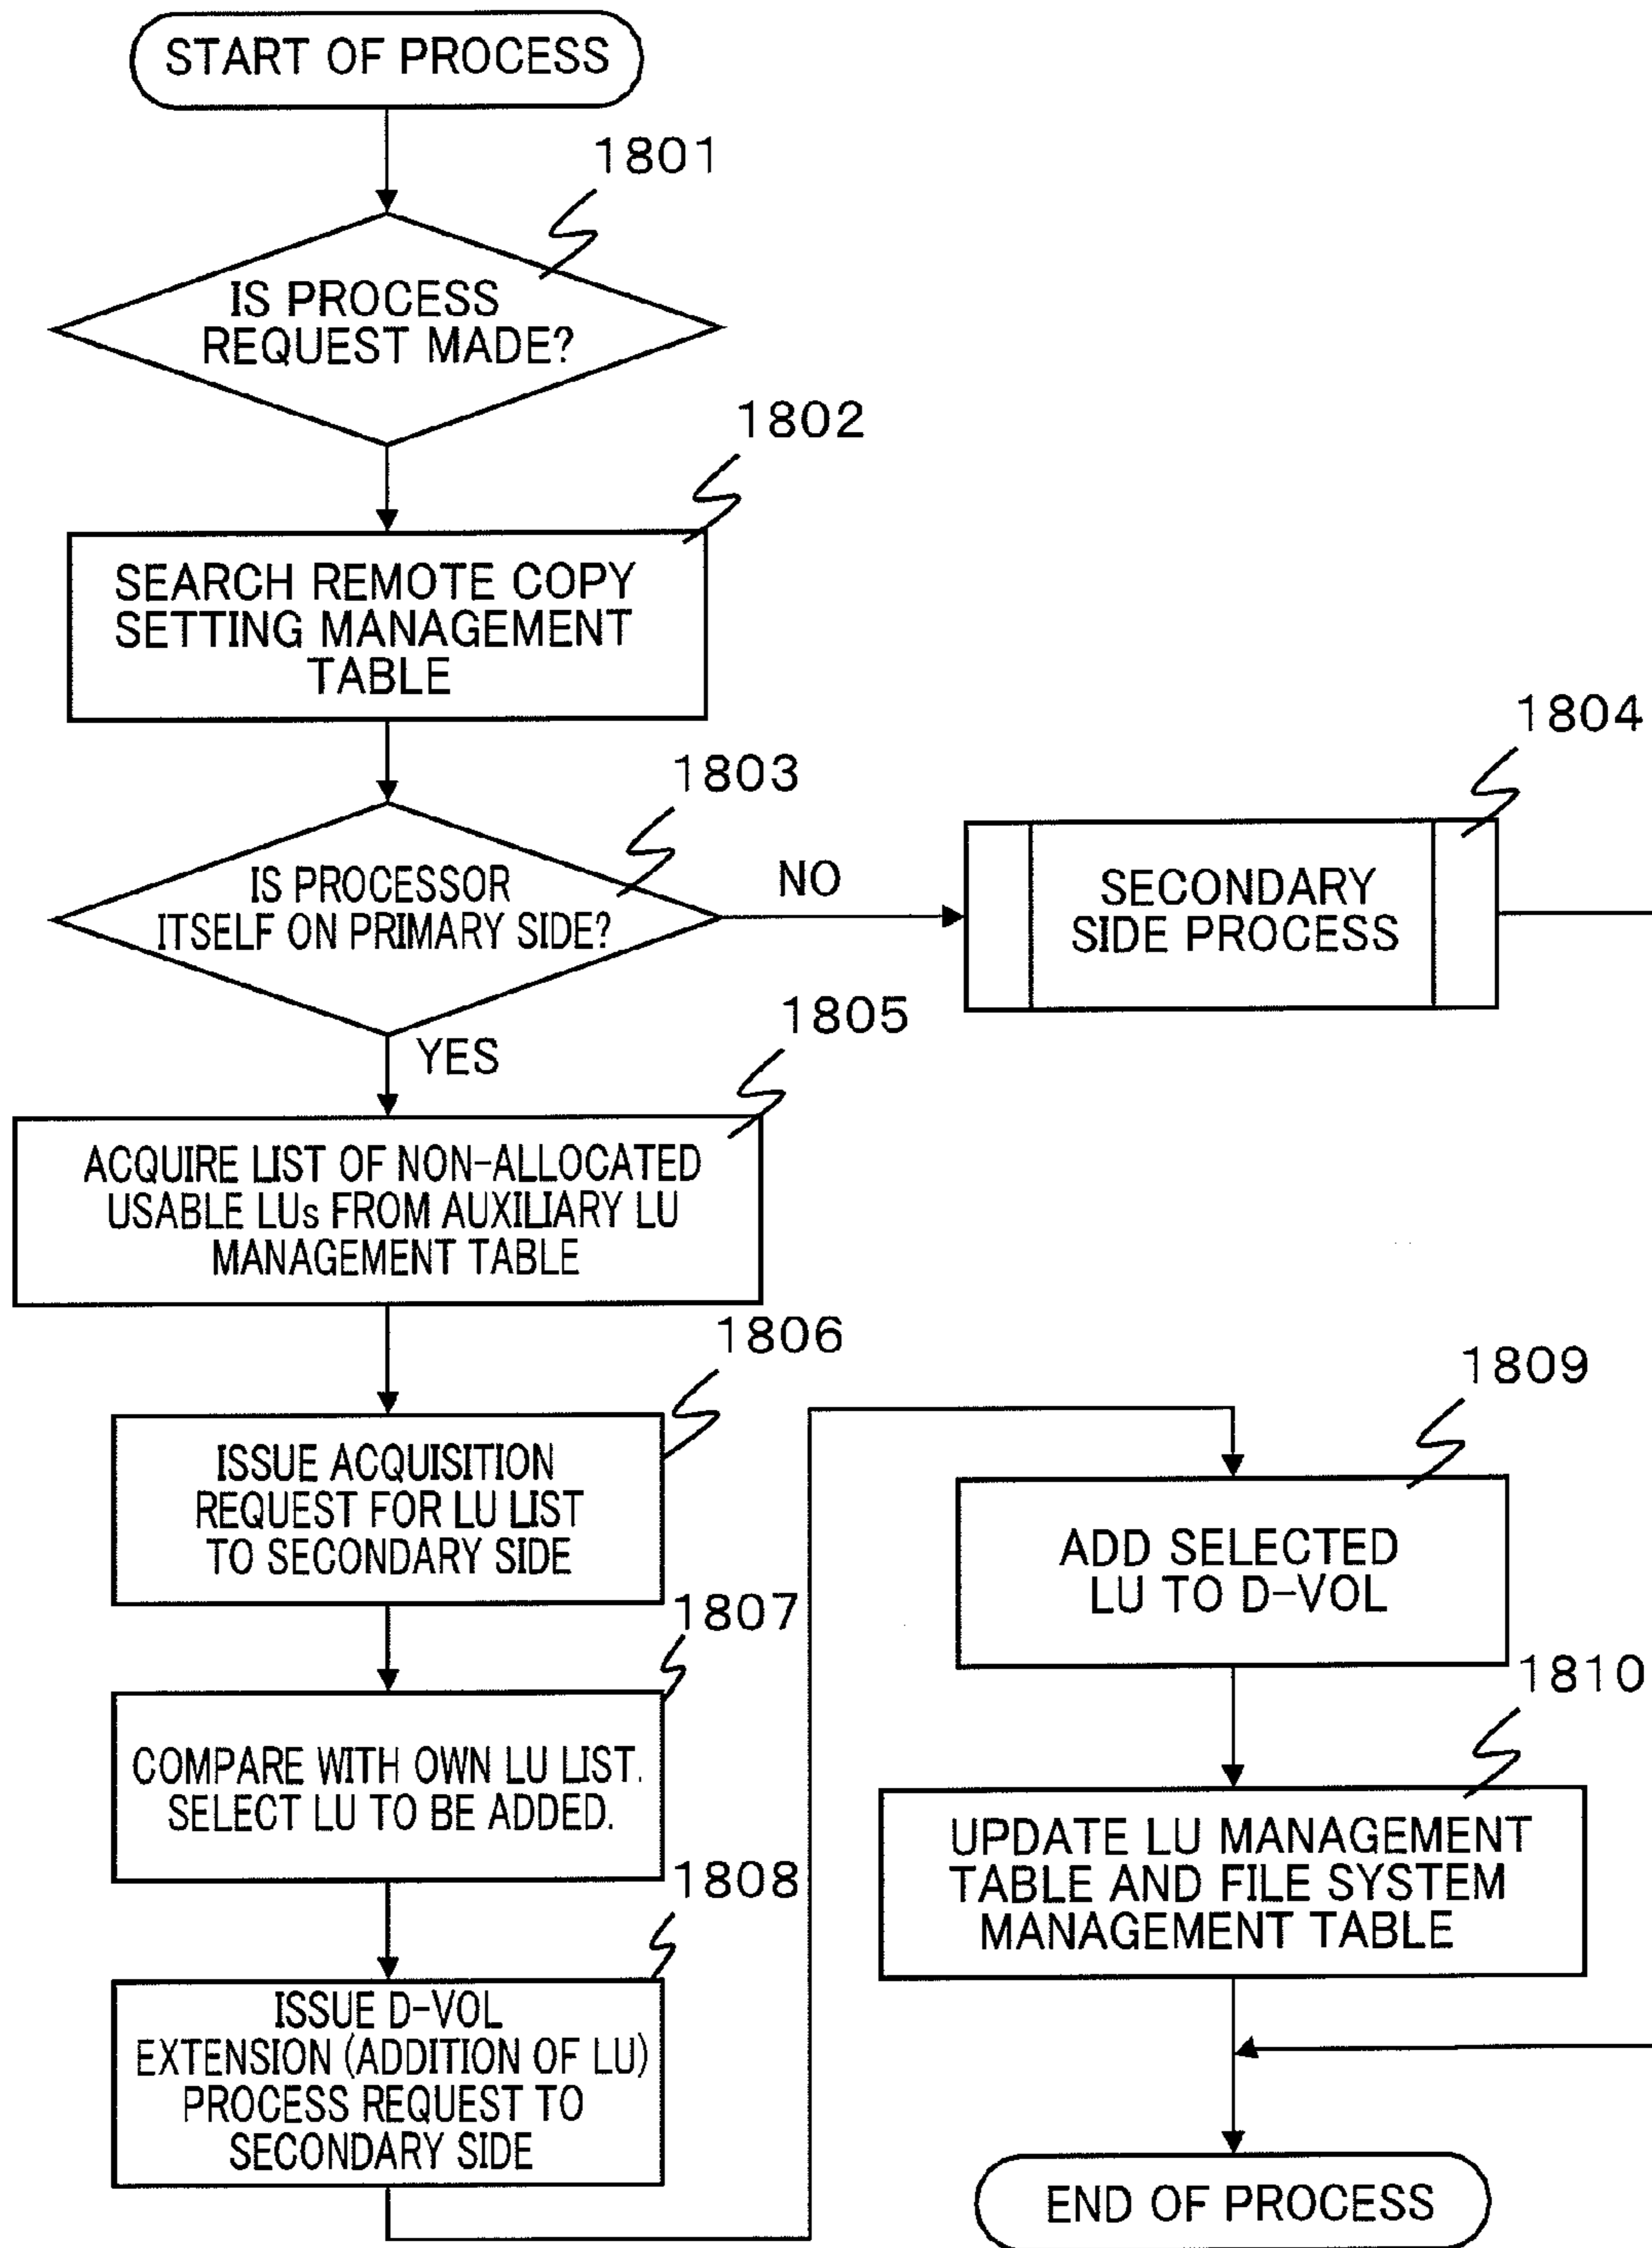 START OF PROCESS
1801
IS PROCESS
REQUEST MADE?
1802
SEARCH REMOTE COPY
SETTING MANAGEMENT
TABLE
1803
IS PROCESSOR
ITSELF ON PRIMARY SIDE?
NO
1804
SECONDARY
SIDE PROCESS
YES
1805
ACQUIRE LIST OF NON-ALLOCATED
USABLE LUs FROM AUXILIARY LU
MANAGEMENT TABLE
1806
ISSUE ACQUISITION
REQUEST FOR LU LIST
TO SECONDARY SIDE
1807
COMPARE WITH OWN LU LIST.
SELECT LU TO BE ADDED.
1808
ISSUE D-VOL
EXTENSION (ADDITION OF LU)
PROCESS REQUEST TO
SECONDARY SIDE
1809
ADD SELECTED
LU TO D-VOL
1810
UPDATE LU MANAGEMENT
TABLE AND FILE SYSTEM
MANAGEMENT TABLE
END OF PROCESS